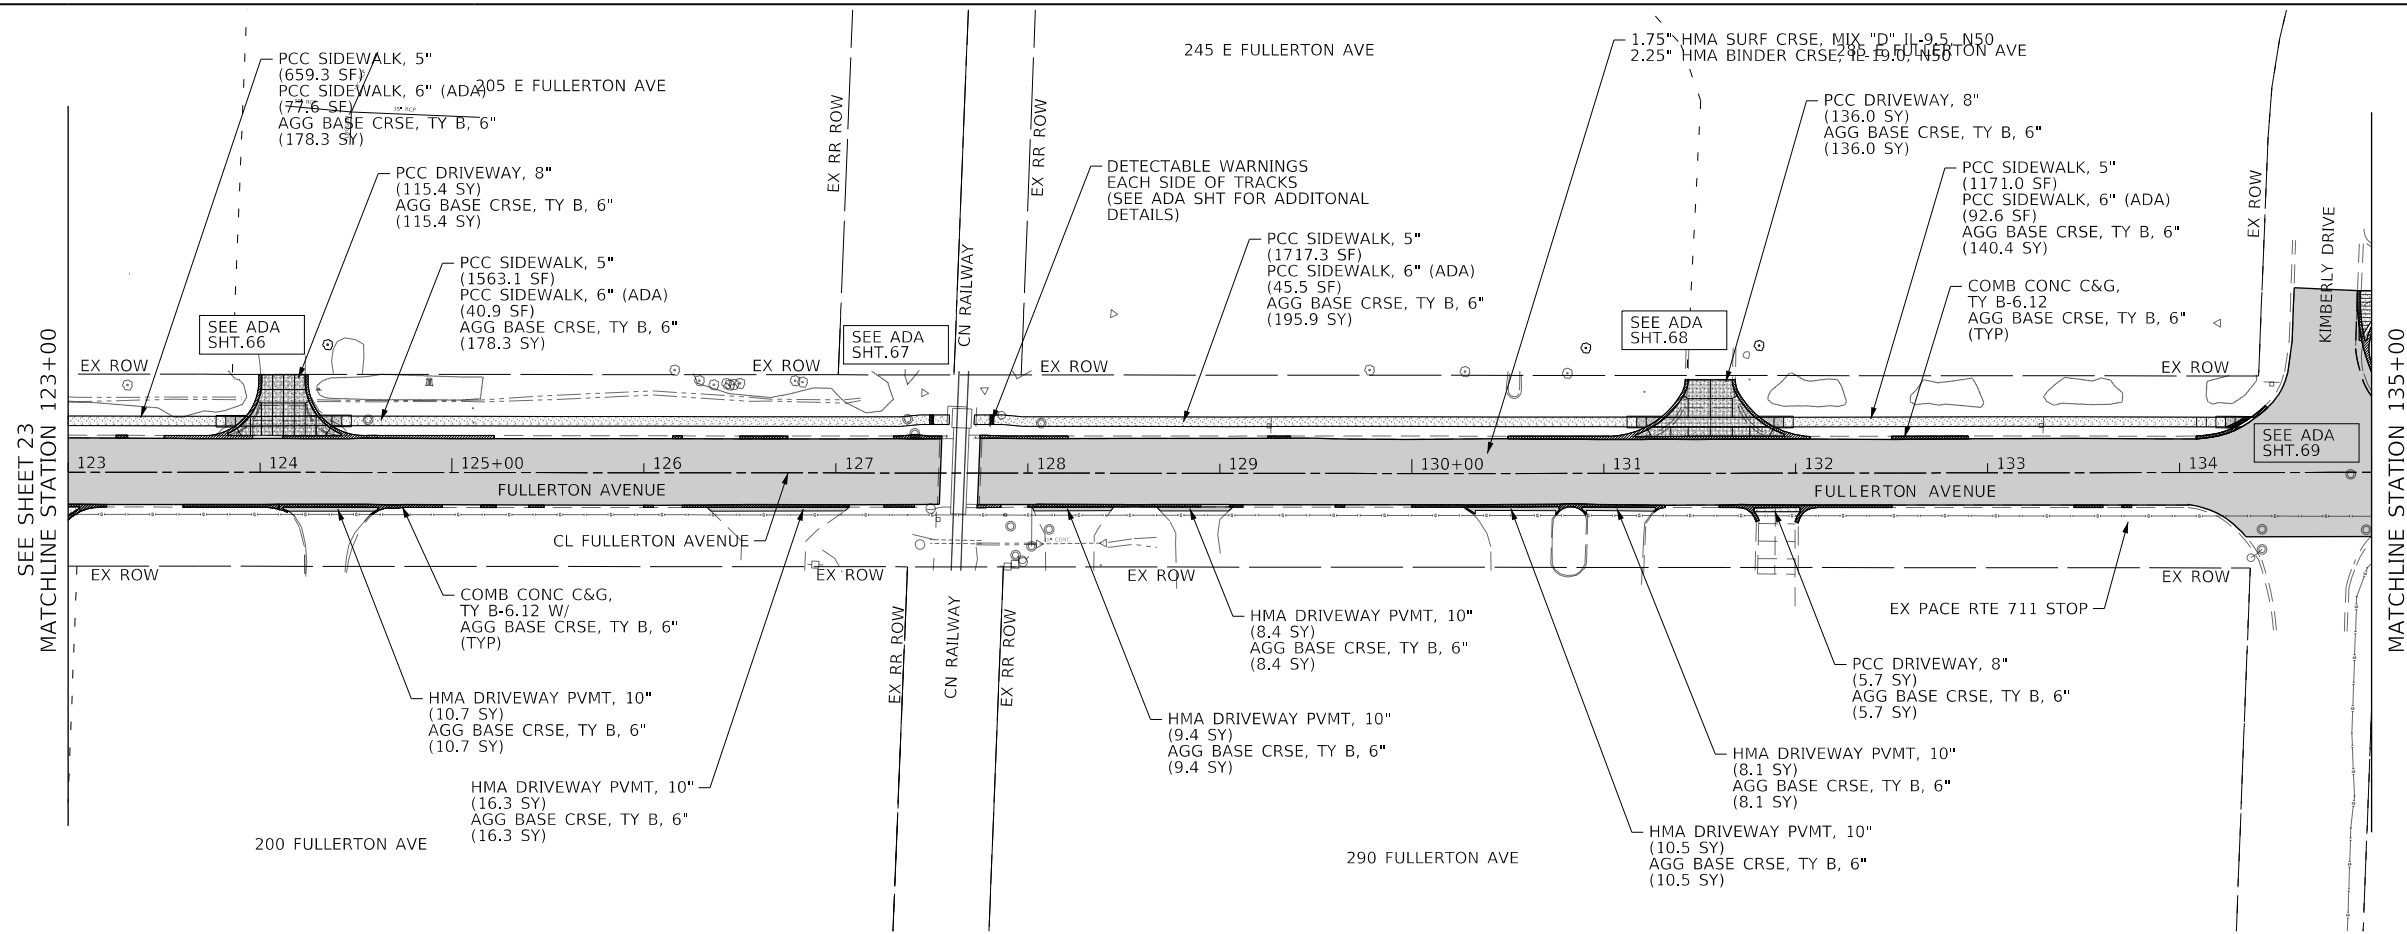 PCC SIDEWALK, 5"
(659.3 SF)
PCC SIDEWALK, 6" (ADA)
(77.6 SF)
AGG BASE CRSE, TY B, 6"
(178.3 SY)
205 E FULLERTON AVE
15" RCP
PCC DRIVEWAY, 8"
(115.4 SY)
AGG BASE CRSE, TY B, 6"
(115.4 SY)
PCC SIDEWALK, 5"
(1563.1 SF)
PCC SIDEWALK, 6" (ADA)
(40.9 SF)
AGG BASE CRSE, TY B, 6"
(178.3 SY)
SEE ADA
SHT.66
EX RR ROW
EX RR ROW
CN RAILWAY
SEE ADA
SHT.67
245 E FULLERTON AVE
DETECTABLE WARNINGS
EACH SIDE OF TRACKS
(SEE ADA SHT FOR ADDITONAL
DETAILS)
PCC SIDEWALK, 5"
(1717.3 SF)
PCC SIDEWALK, 6" (ADA)
(45.5 SF)
AGG BASE CRSE, TY B, 6"
(195.9 SY)
1.75" HMA SURF CRSE, MIX "D" IL-9.5, N50
2.25" HMA BINDER CRSE, IL-19.0, N50
285 E FULLERTON AVE
PCC DRIVEWAY, 8"
(136.0 SY)
AGG BASE CRSE, TY B, 6"
(136.0 SY)
PCC SIDEWALK, 5"
(1171.0 SF)
PCC SIDEWALK, 6" (ADA)
(92.6 SF)
AGG BASE CRSE, TY B, 6"
(140.4 SY)
COMB CONC C&G,
TY B-6.12
AGG BASE CRSE, TY B, 6"
(TYP)
SEE ADA
SHT.68
EX ROW
KIMBERLY DRIVE
EX ROW
EX ROW
EX ROW
EX ROW
SEE ADA
SHT.69
SEE SHEET 23
MATCHLINE STATION 123+00
MATCHLINE STATION 135+00
123
124
125+00
126
127
128
129
130+00
131
132
133
134
FULLERTON AVENUE
FULLERTON AVENUE
CL FULLERTON AVENUE
EX ROW
EX ROW
EX ROW
EX ROW
COMB CONC C&G,
TY B-6.12 W/
AGG BASE CRSE, TY B, 6"
(TYP)
HMA DRIVEWAY PVMT, 10"
(10.7 SY)
AGG BASE CRSE, TY B, 6"
(10.7 SY)
HMA DRIVEWAY PVMT, 10"
(16.3 SY)
AGG BASE CRSE, TY B, 6"
(16.3 SY)
200 FULLERTON AVE
EX RR ROW
CN RAILWAY
EX RR ROW
HMA DRIVEWAY PVMT, 10"
(8.4 SY)
AGG BASE CRSE, TY B, 6"
(8.4 SY)
HMA DRIVEWAY PVMT, 10"
(9.4 SY)
AGG BASE CRSE, TY B, 6"
(9.4 SY)
290 FULLERTON AVE
EX PACE RTE 711 STOP
PCC DRIVEWAY, 8"
(5.7 SY)
AGG BASE CRSE, TY B, 6"
(5.7 SY)
HMA DRIVEWAY PVMT, 10"
(8.1 SY)
AGG BASE CRSE, TY B, 6"
(8.1 SY)
HMA DRIVEWAY PVMT, 10"
(10.5 SY)
AGG BASE CRSE, TY B, 6"
(10.5 SY)